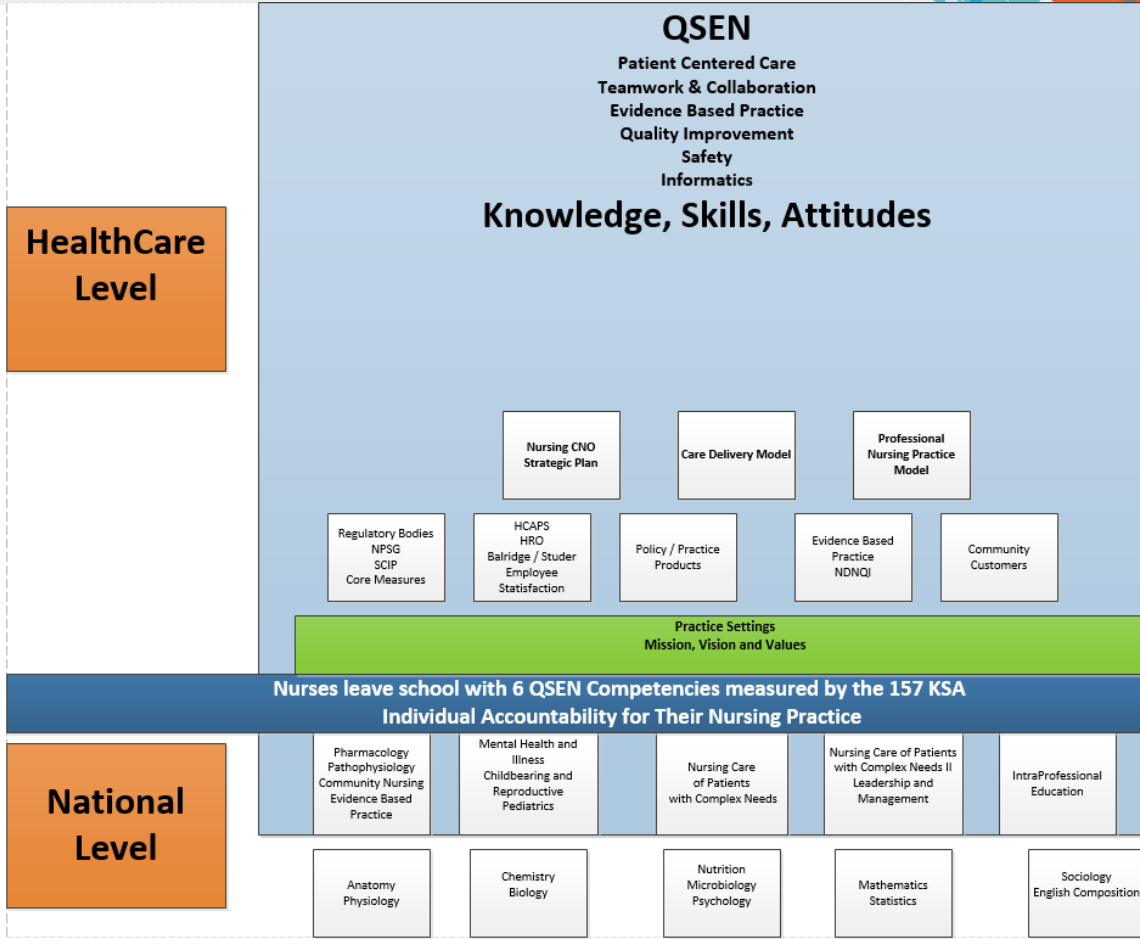 QSEN
Patient Centered Care
Teamwork & Collaboration
Evidence Based Practice
Quality Improvement
Safety
Informatics
Knowledge, Skills, Attitudes
HealthCare
Level
Nursing CNO
Strategic Plan
Care Delivery Model
Professional
Nursing Practice
Model
Regulatory Bodies
NPSG
SCIP
Core Measures
HCAPS
HRO
Balridge / Studer
Employee
Statisfaction
Policy / Practice
Products
Evidence Based
Practice
NDNQI
Community
Customers
Practice Settings
Mission, Vision and Values
Nurses leave school with 6 QSEN Competencies measured by the 157 KSA
Individual Accountability for Their Nursing Practice
National
Level
Pharmacology
Pathophysiology
Community Nursing
Evidence Based
Practice
Mental Health and
Illness
Childbearing and
Reproductive
Pediatrics
Nursing Care
of Patients
with Complex Needs
Nursing Care of Patients
with Complex Needs II
Leadership and
Management
IntraProfessional
Education
Anatomy
Physiology
Chemistry
Biology
Nutrition
Microbiology
Psychology
Mathematics
Statistics
Sociology
English Composition